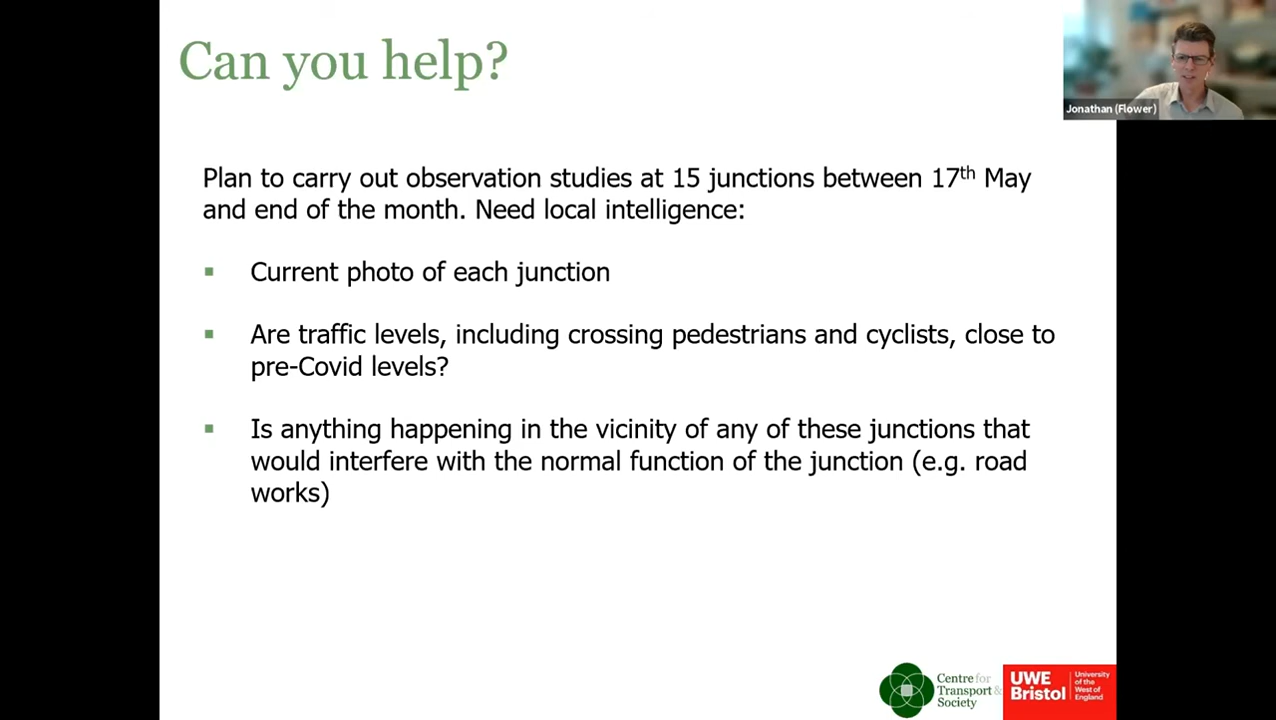 Can you help?
Jonathan (Flower)
Plan to carry out observation studies at 15 junctions between 17th May
and end of the month. Need local intelligence:
▪ Current photo of each junction
▪ Are traffic levels, including crossing pedestrians and cyclists, close to
pre-Covid levels?
▪ Is anything happening in the vicinity of any of these junctions that
would interfere with the normal function of the junction (e.g. road
works)
Centre for
Transport &
Society
UWE
Bristol
University
of the
West of
England